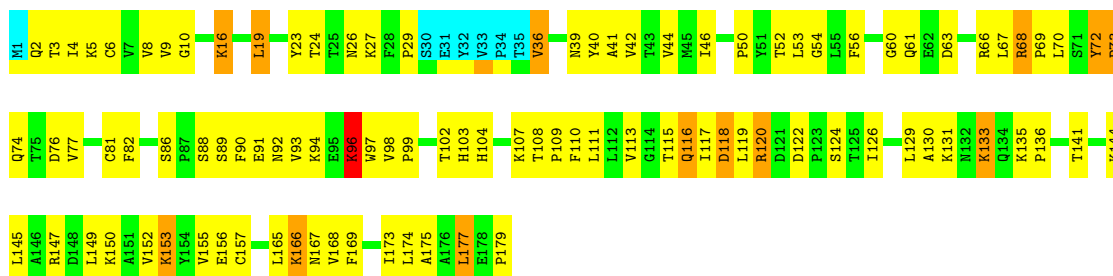 M1 Q2 T3 I4 K5 C6 V7 V8 V9 G10 K16 L19 Y23 T24 T25 N26 K27 F28 P29 S30 E31 Y32 V33 P34 T35 V36 N39 Y40 A41 V42 T43 V44 M45 I46 P50 Y51 T52 L53 G54 L55 F56 G60 Q61 E62 D63 R66 L67 R68 P69 L70 S71 Y72
Q74 T75 D76 V77 C81 F82 S86 P87 S88 S89 F90 E91 N92 V93 K94 E95 K96 W97 V98 P99 T102 H103 H104 K107 T108 P109 F110 L111 L112 V113 G114 T115 Q116 I117 D118 L119 R120 D121 D122 P123 S124 T125 I126 L129 A130 K131 N132 K133 Q134 K135 P136 T141
L145 A146 R147 D148 L149 K150 A151 V152 K153 Y154 V155 E156 C157 L165 K166 N167 V168 F169 I173 L174 A175 A176 L177 E178 P179